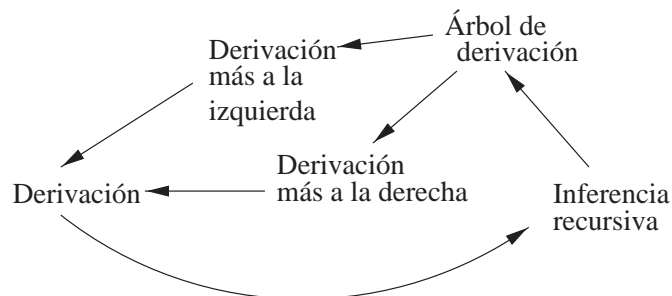 Árbol de
derivación
Derivación
más a la
izquierda
Derivación
más a la derecha
Derivación
Inferencia
recursiva